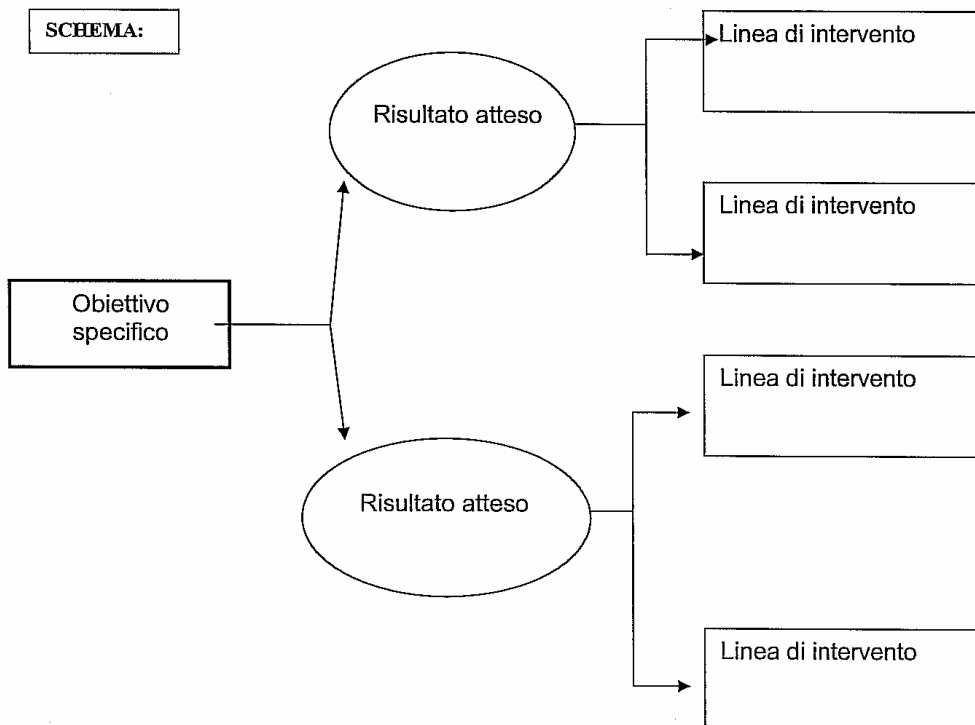 SCHEMA:
Linea di intervento
Risultato atteso
Linea di intervento
Obiettivo
specifico
Linea di intervento
Risultato atteso
Linea di intervento